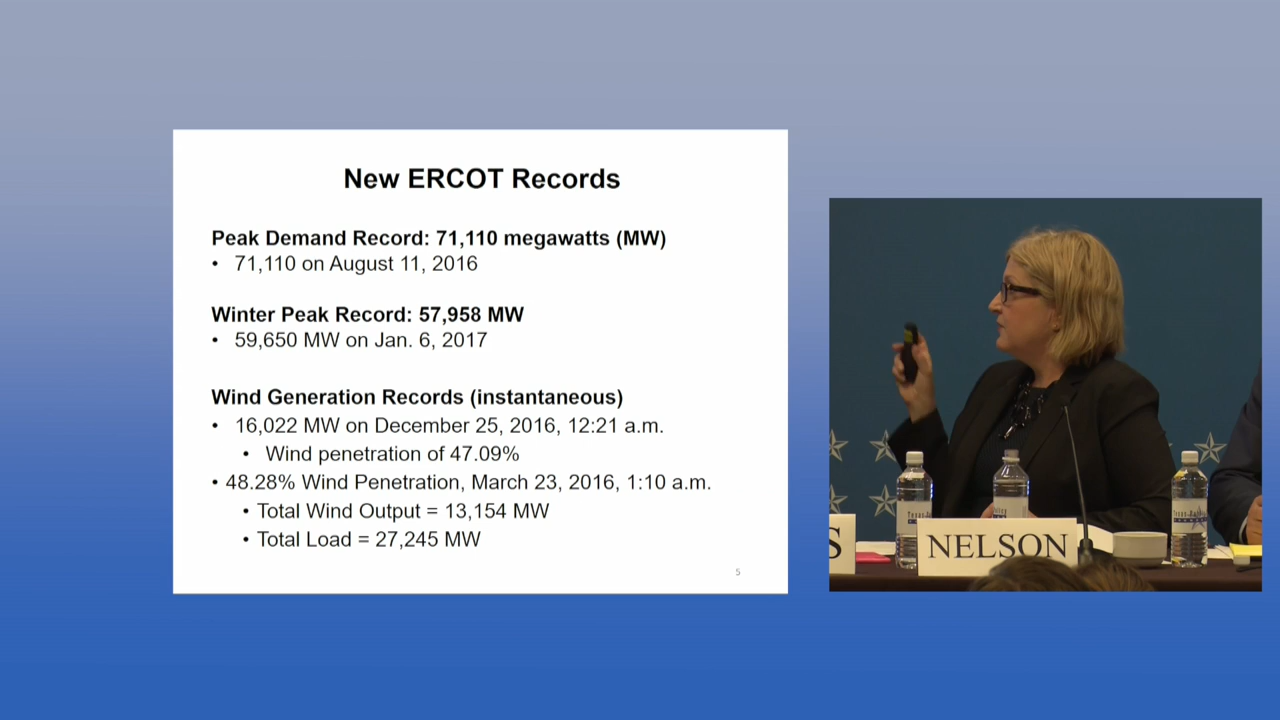 New ERCOT Records
Peak Demand Record: 71,110 megawatts (MW)
• 71,110 on August 11, 2016
Winter Peak Record: 57,958 MW
• 59,650 MW on Jan. 6, 2017
Wind Generation Records (instantaneous)
• 16,022 MW on December 25, 2016, 12:21 a.m.
• Wind penetration of 47.09%
• 48.28% Wind Penetration, March 23, 2016, 1:10 a.m.
• Total Wind Output = 13,154 MW
• Total Load = 27,245 MW
5
S
NELSON